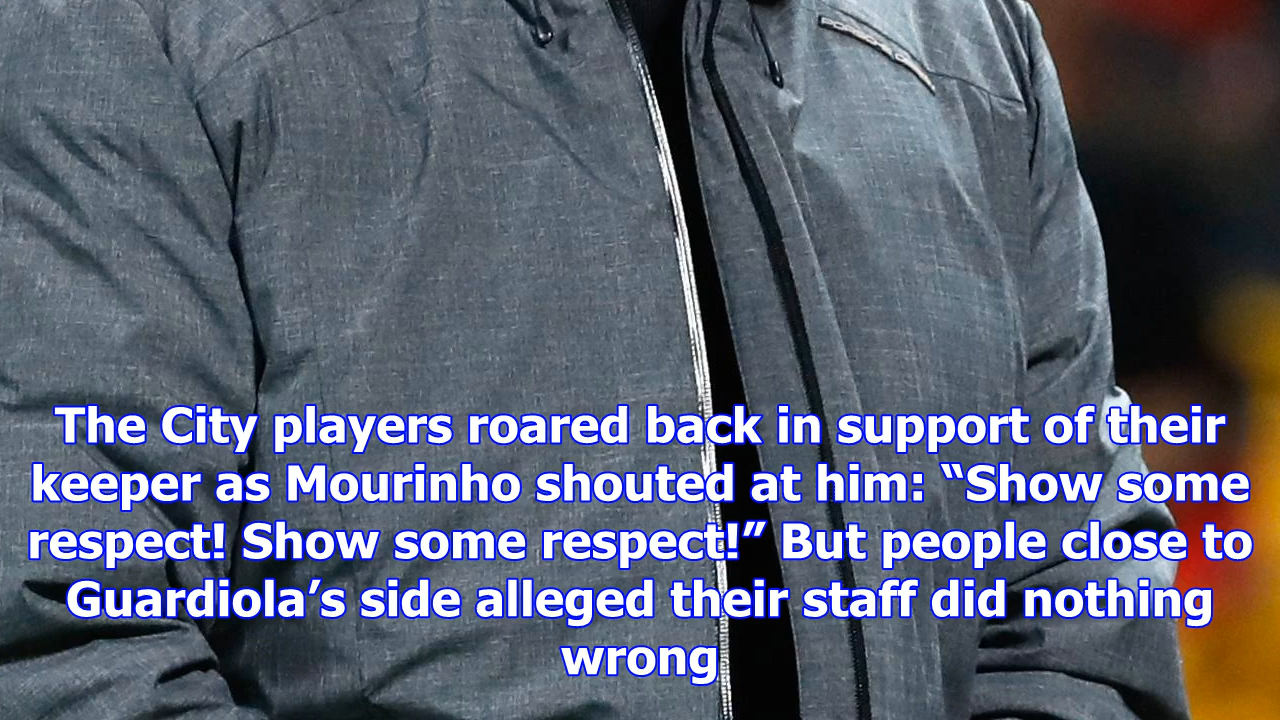 The City players roared back in support of their
keeper as Mourinho shouted at him: “Show some
respect! Show some respect!” But people close to
Guardiola’s side alleged their staff did nothing
wrong